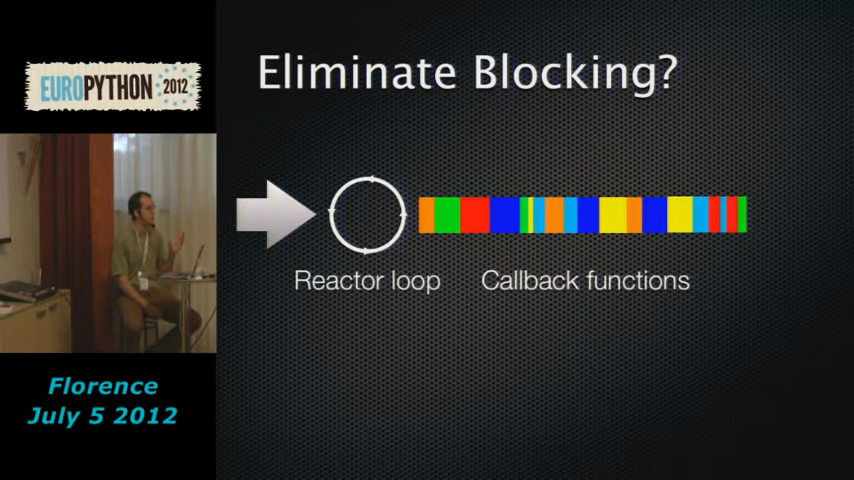 EUROPYTHON 2012
Eliminate Blocking?
Reactor loop
Callback functions
Florence
July 5 2012